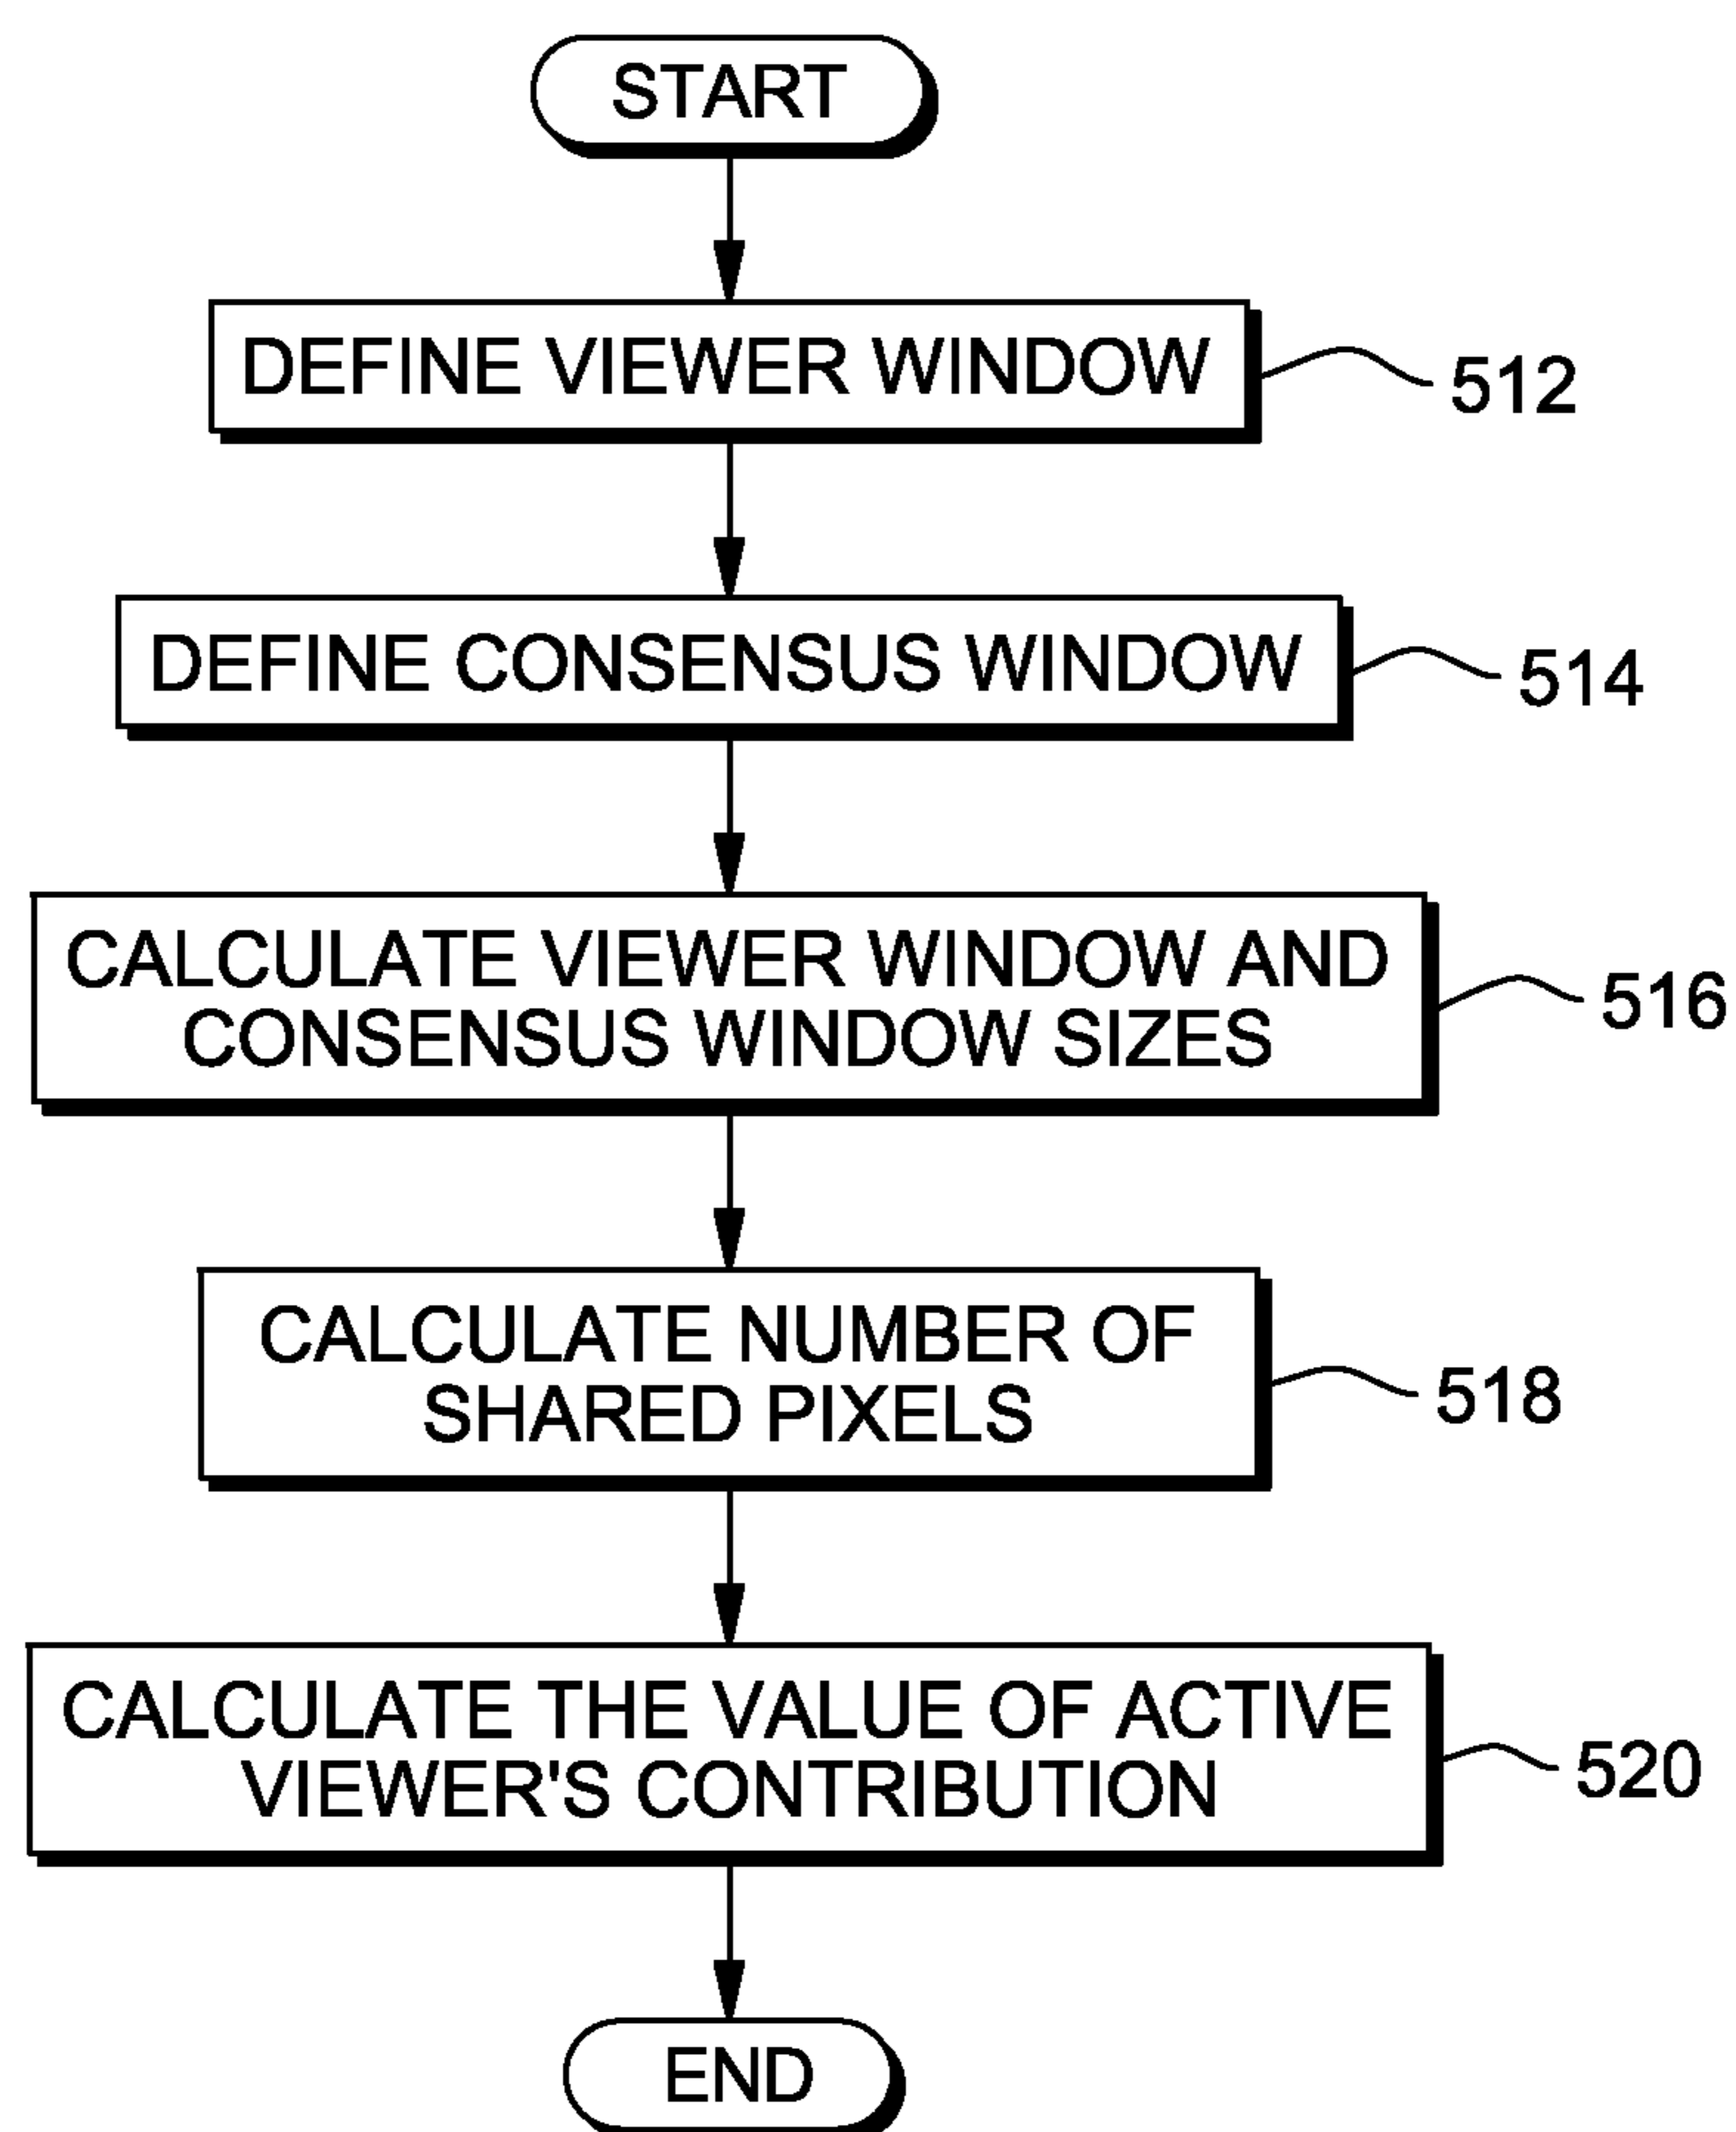 START
DEFINE VIEWER WINDOW
512
DEFINE CONSENSUS WINDOW
514
CALCULATE VIEWER WINDOW AND
CONSENSUS WINDOW SIZES
516
CALCULATE NUMBER OF
SHARED PIXELS
518
CALCULATE THE VALUE OF ACTIVE
VIEWER'S CONTRIBUTION
520
END